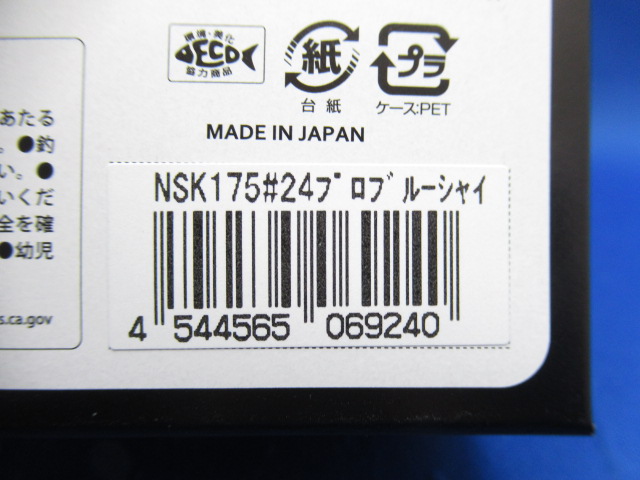 環境・美化
ECO
協力商品
紙
台紙
プラ
ケース:PET
MADE IN JAPAN
あたる
。●釣
い。●
いくだ
全を確
●幼児
s.ca.gov
NSK175#24プロブルーシャイ
4 544565 069240